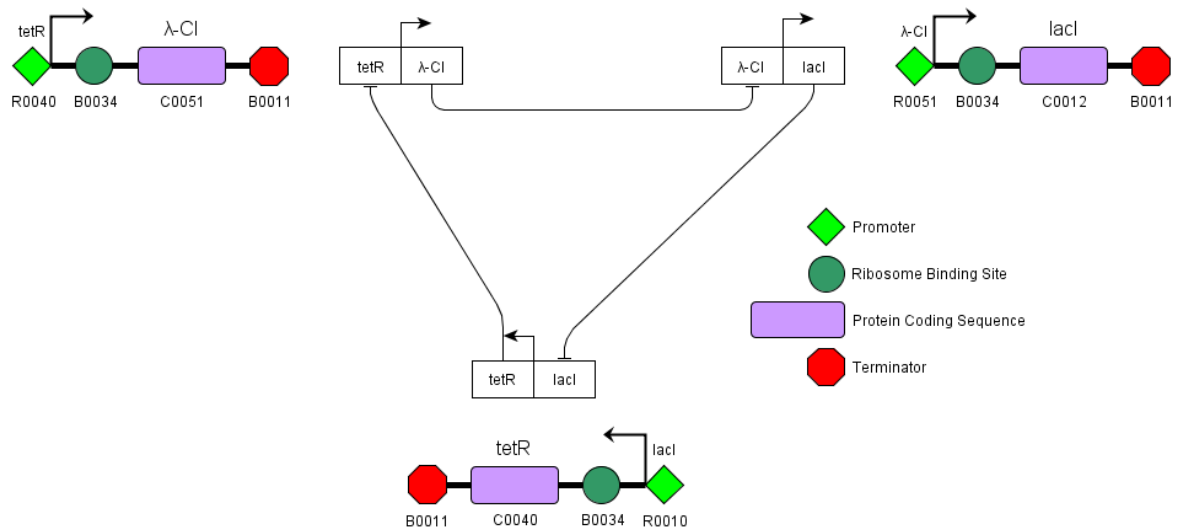 tetR
λ-CI
R0040 B0034 C0051 B0011
tetR λ-CI
λ-CI lacI
λ-CI
lacI
R0051 B0034 C0012 B0011
Promoter
Ribosome Binding Site
Protein Coding Sequence
Terminator
tetR lacI
tetR
lacI
B0011 C0040 B0034 R0010